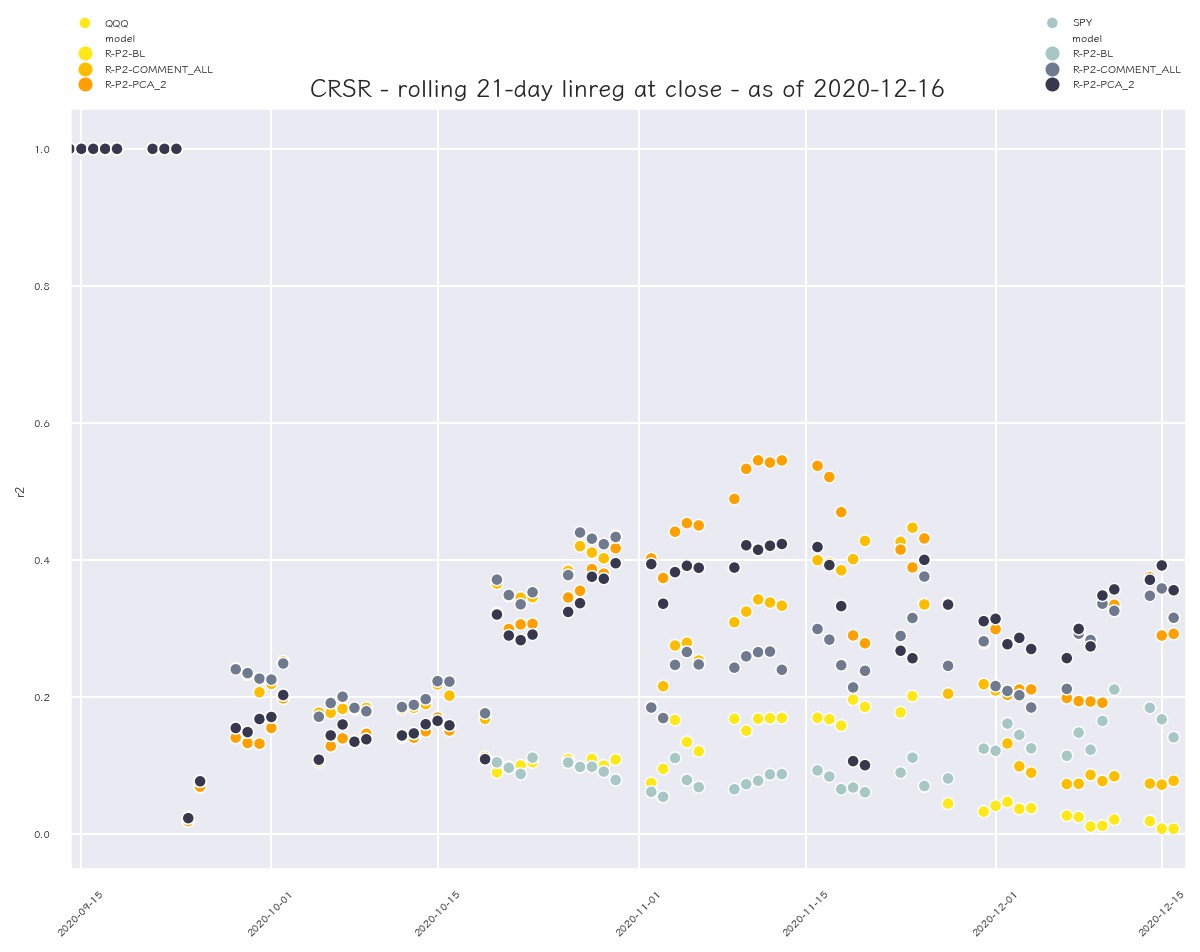 QQQ
model
R-P2-BL
R-P2-COMMENT_ALL
R-P2-PCA_2
SPY
model
R-P2-BL
R-P2-COMMENT_ALL
R-P2-PCA_2
CRSR - rolling 21-day linreg at close - as of 2020-12-16
1.0
0.8
0.6
r2
0.4
0.2
0.0
2020-09-15
2020-10-01
2020-10-15
2020-11-01
2020-11-15
2020-12-01
2020-12-15